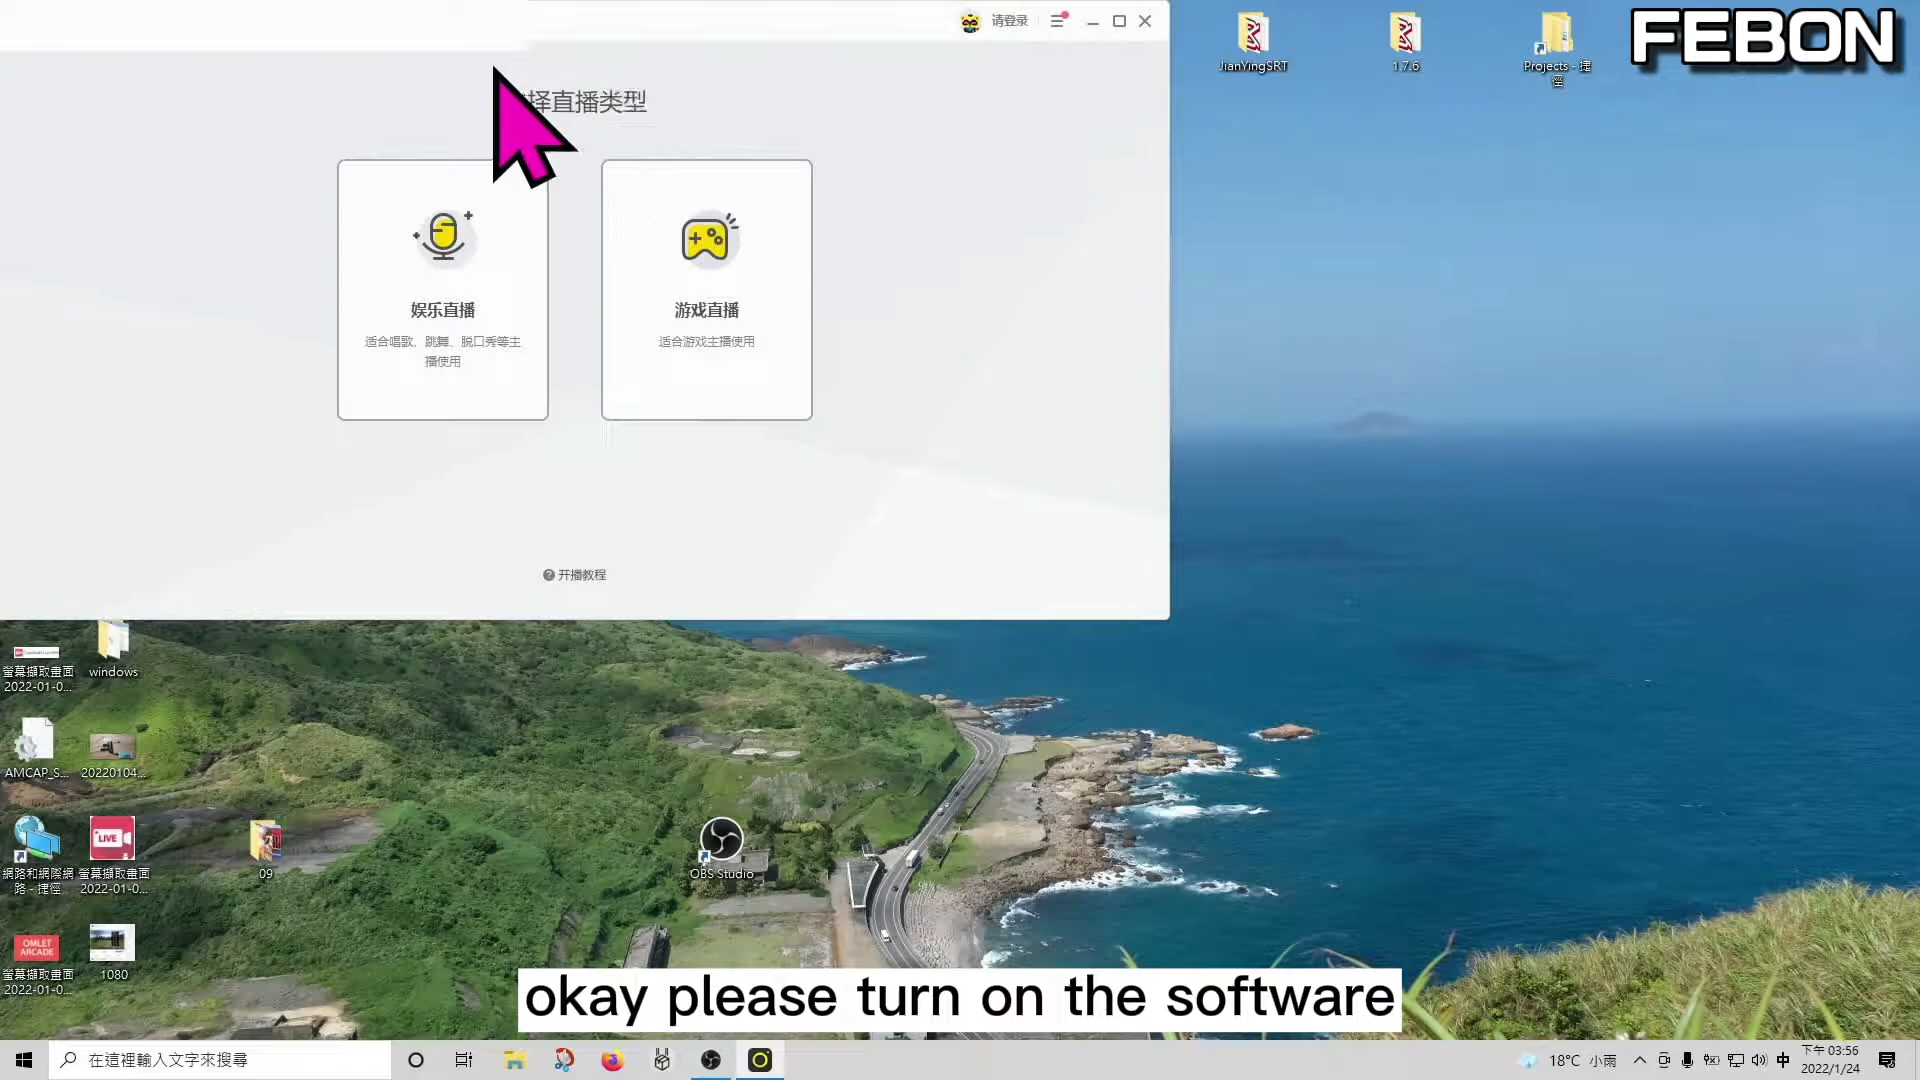 请登录
择直播类型
娱乐直播
适合唱歌、跳舞、脱口秀等主
播使用
游戏直播
适合游戏主播使用
开播教程
JianYingSRT
1.7.6
Projects - 捷
徑
FEBON
螢幕擷取畫面
2022-01-0...
windows
AMCAP_S...
20220104...
LIVE
網路和網際網
路 - 捷徑
螢幕擷取畫面
2022-01-0...
09
OBS Studio
OMLET
ARCADE
螢幕擷取畫面
2022-01-0...
1080
okay please turn on the software
在這裡輸入文字來搜尋
18°C 小雨
中
下午 03:56
2022/1/24